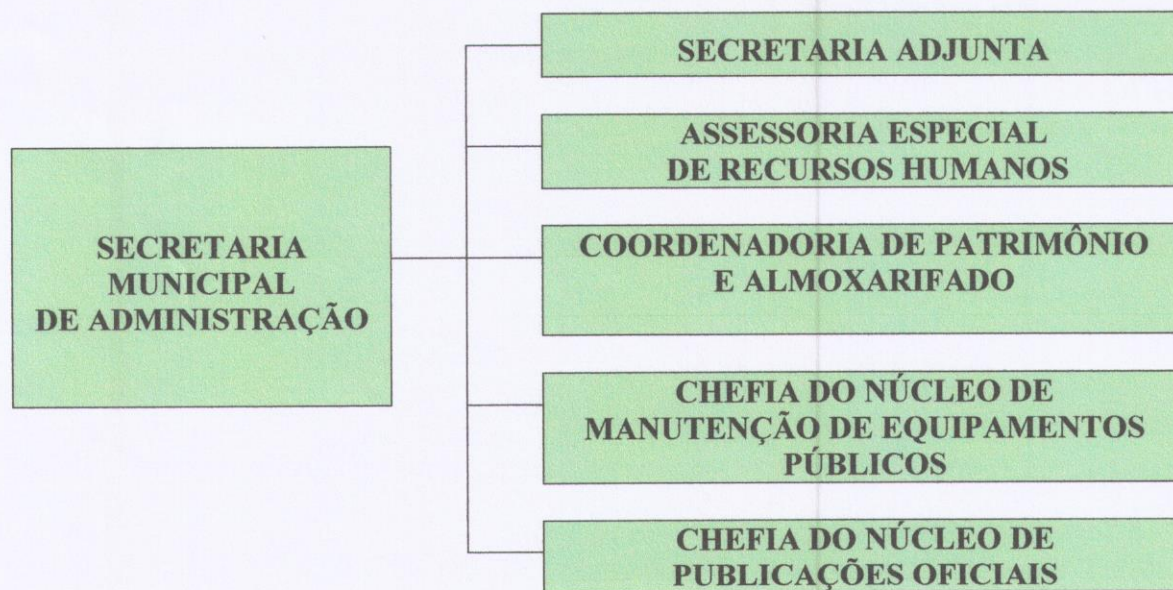 SECRETARIA
MUNICIPAL
DE ADMINISTRAÇÃO
SECRETARIA ADJUNTA
ASSESSORIA ESPECIAL
DE RECURSOS HUMANOS
COORDENADORIA DE PATRIMÔNIO
E ALMOXARIFADO
CHEFIA DO NÚCLEO DE
MANUTENÇÃO DE EQUIPAMENTOS
PÚBLICOS
CHEFIA DO NÚCLEO DE
PUBLICAÇÕES OFICIAIS